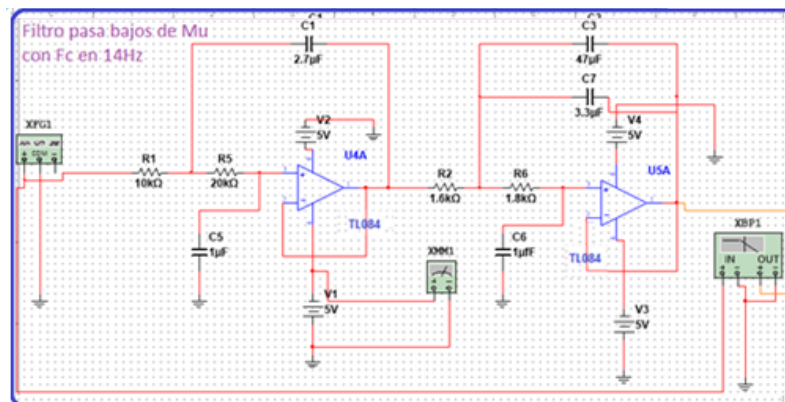 Filtro pasa bajos de Mu
con Fc en 14Hz
C1
2.7µF
C3
47µF
C7
3.3µF
V2
5V
V4
5V
XFG1
COM
U4A
U5A
R1
10kΩ
R5
20kΩ
R2
1.6kΩ
R6
1.8kΩ
TL084
TL084
C5
1µF
C6
1µfF
XMM1
XBP1
IN
OUT
V1
5V
V3
5V